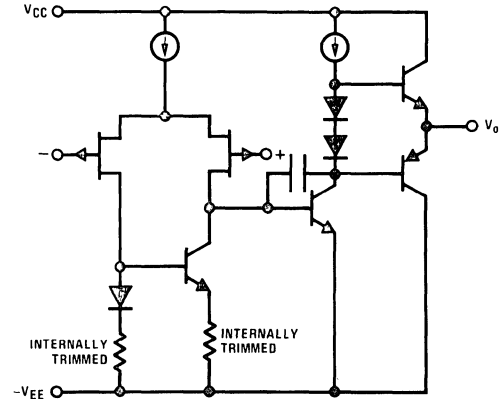 VCC
− +
Vo
INTERNALLY
TRIMMED
INTERNALLY
TRIMMED
-VEE